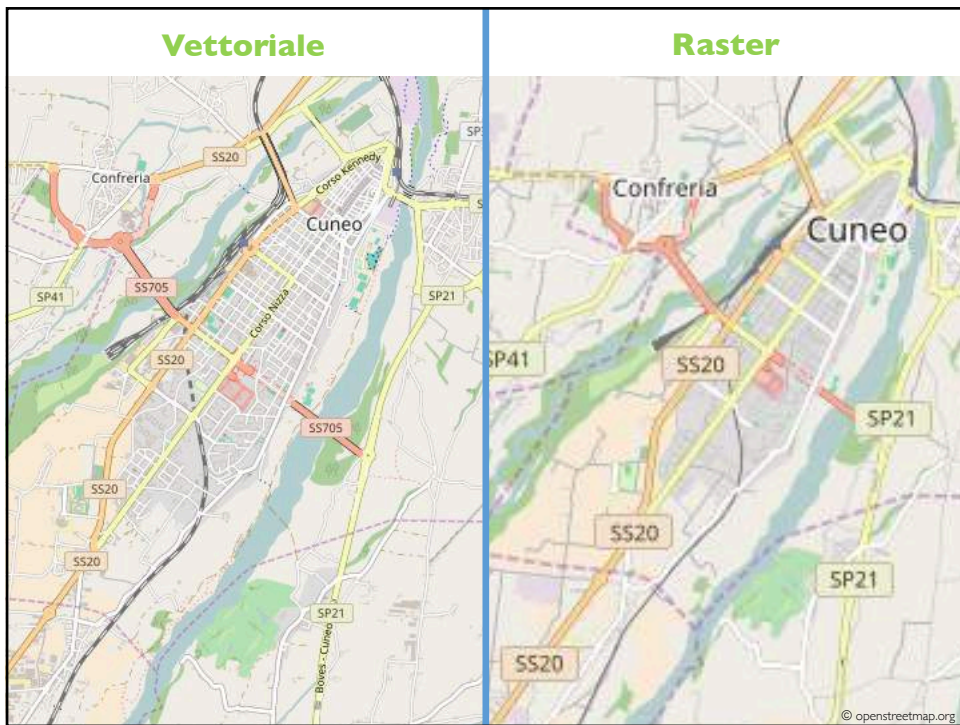 Vettoriale
Raster
SP
SS20
Corso Kennedy
Confreria
Cuneo
SS705
SP41
SP21
Corso Nizza
SS20
SS705
SS20
SS20
SP21
Boves - Cuneo
Confreria
Cuneo
SP41
SS20
SP21
SS20
SP21
SS20
© openstreetmap.org